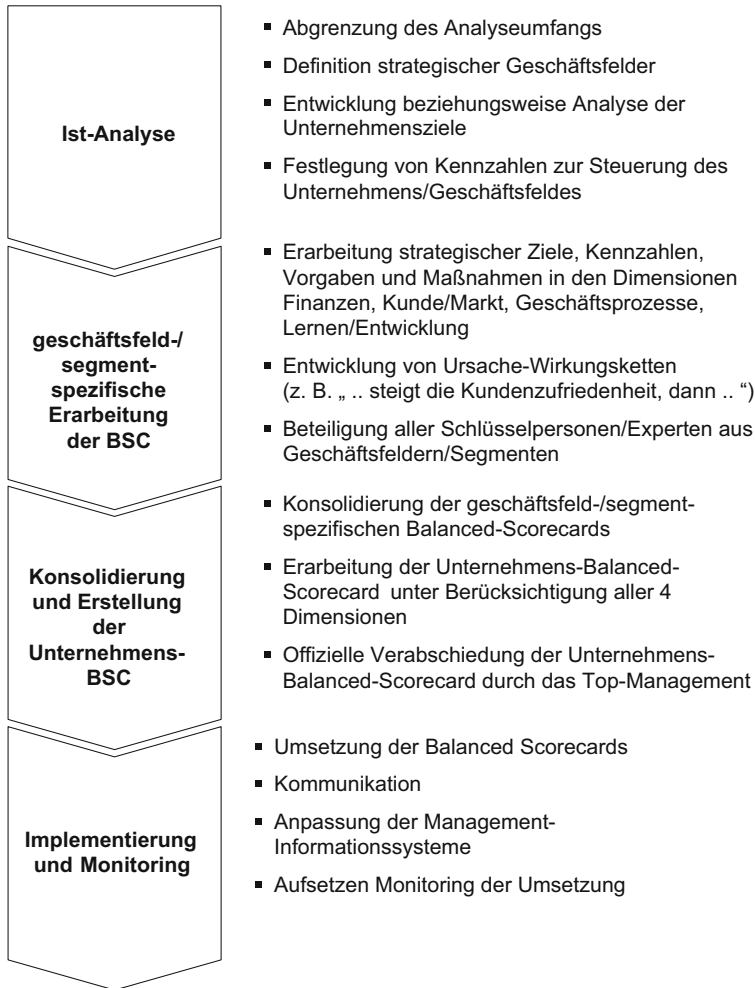 Ist-Analyse
▪ Abgrenzung des Analyseumfangs
▪ Definition strategischer Geschäftsfelder
▪ Entwicklung beziehungsweise Analyse der
Unternehmensziele
▪ Festlegung von Kennzahlen zur Steuerung des
Unternehmens/Geschäftsfeldes
geschäftsfeld-/
segment-
spezifische
Erarbeitung
der BSC
▪ Erarbeitung strategischer Ziele, Kennzahlen,
Vorgaben und Maßnahmen in den Dimensionen
Finanzen, Kunde/Markt, Geschäftsprozesse,
Lernen/Entwicklung
▪ Entwicklung von Ursache-Wirkungsketten
(z. B. „ .. steigt die Kundenzufriedenheit, dann .. “)
▪ Beteiligung aller Schlüsselpersonen/Experten aus
Geschäftsfeldern/Segmenten
Konsolidierung
und Erstellung
der
Unternehmens-
BSC
▪ Konsolidierung der geschäftsfeld-/segment-
spezifischen Balanced-Scorecards
▪ Erarbeitung der Unternehmens-Balanced-
Scorecard unter Berücksichtigung aller 4
Dimensionen
▪ Offizielle Verabschiedung der Unternehmens-
Balanced-Scorecard durch das Top-Management
Implementierung
und Monitoring
▪ Umsetzung der Balanced Scorecards
▪ Kommunikation
▪ Anpassung der Management-
Informationssysteme
▪ Aufsetzen Monitoring der Umsetzung